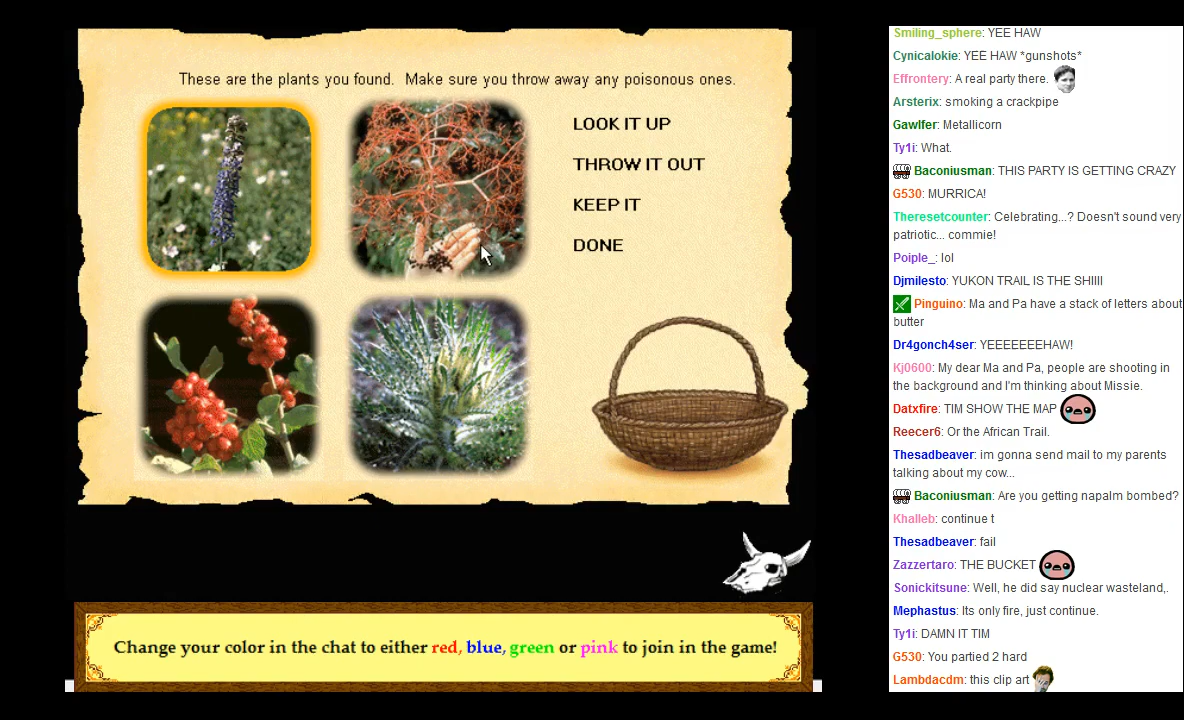 These are the plants you found. Make sure you throw away any poisonous ones.
LOOK IT UP
THROW IT OUT
KEEP IT
DONE
Change your color in the chat to either red, blue, green or pink to join in the game!
Smiling_sphere: YEE HAW
Cynicalokie: YEE HAW *gunshots*
Effrontery: A real party there.
Arsterix: smoking a crackpipe
Gawlfer: Metallicorn
Ty1i: What.
Baconiusman: THIS PARTY IS GETTING CRAZY
G530: MURRICA!
Theresetcounter: Celebrating...? Doesn't sound very
patriotic... commie!
Poiple_: lol
Djmilesto: YUKON TRAIL IS THE SHIIII
Pinguino: Ma and Pa have a stack of letters about
butter
Dr4gonch4ser: YEEEEEEEHAW!
Kj0600: My dear Ma and Pa, people are shooting in
the background and I'm thinking about Missie.
Datxfire: TIM SHOW THE MAP
Reecer6: Or the African Trail.
Thesadbeaver: im gonna send mail to my parents
talking about my cow...
Baconiusman: Are you getting napalm bombed?
Khalleb: continue t
Thesadbeaver: fail
Zazzertaro: THE BUCKET
Sonickitsune: Well, he did say nuclear wasteland,.
Mephastus: Its only fire, just continue.
Ty1i: DAMN IT TIM
G530: You partied 2 hard
Lambdacdm: this clip art